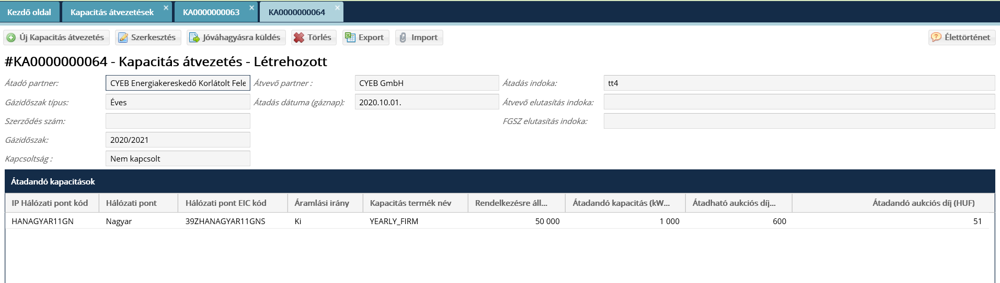 Kezdő oldal Kapacitás átvezetések KA0000000063 KA0000000064
Új Kapacitás átvezetés Szerkesztés Jóváhagyásra küldés Törlés Export Import Élettörténet
#KA0000000064 - Kapacitás átvezetés - Létrehozott
Átadó partner: CYEB Energiakereskedő Korlátolt Fele Átvevő partner : CYEB GmbH Átadás indoka: tt4
Gázidőszak típus: Éves Átadás dátuma (gáznap): 2020.10.01. Átvevő elutasítás indoka:
Szerződés szám: FGSZ elutasítás indoka:
Gázidőszak: 2020/2021
Kapcsoltság : Nem kapcsolt
Átadandó kapacitások
IP Hálózati pont kód Hálózati pont Hálózati pont EIC kód Áramlási irány Kapacitás termék név Rendelkezésre áll... Átadandó kapacitás (kW... Átadható aukciós díj... Átadandó aukciós díj (HUF)
HANAGYAR11GN Nagyar 39ZHANAGYAR11GNS Ki YEARLY_FIRM 50 000 1 000 600 51